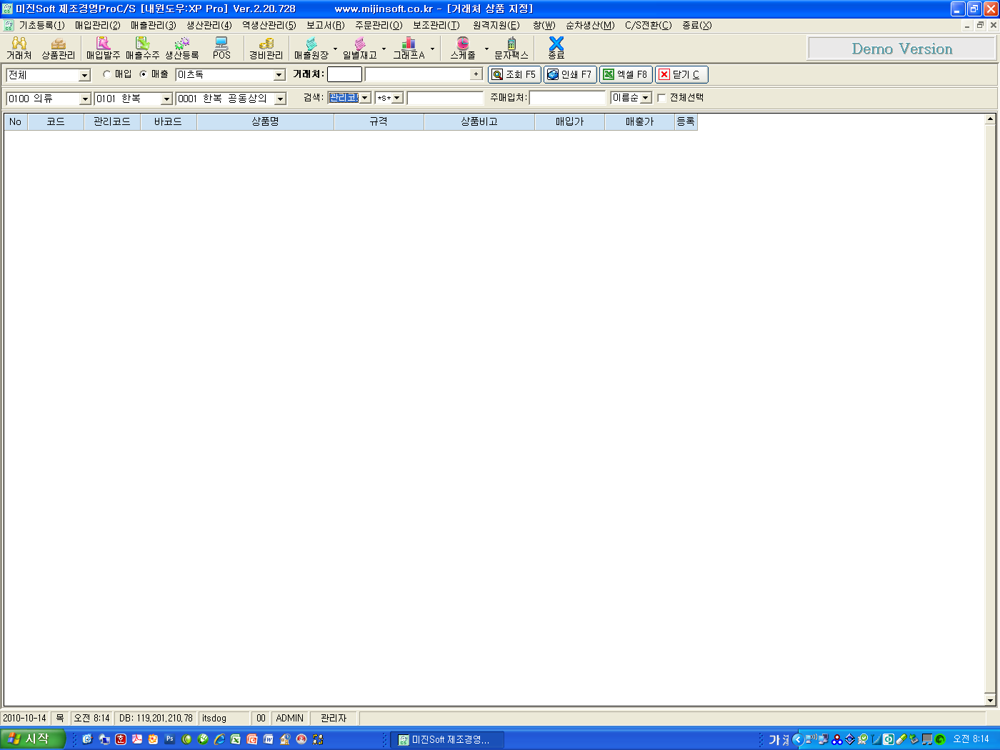 미진Soft 제조경영ProC/S [내윈도우:XP Pro] Ver.2.20.728 www.mijinsoft.co.kr - [거래처 상품 지정]
기초등록(1) 매입관리(2) 매출관리(3) 생산관리(4) 역생산관리(5) 보고서(R) 주문관리(O) 보조관리(T) 원격지원(E) 창(W) 순차생산(M) C/S전환(C) 종료(X)
거래처 상품관리 매입발주 매출수주 생산등록 POS 경비관리 매출원장 일별재고 그래프A 스케줄 문자팩스 종료 Demo Version
전체 매입 매출 이츠독 거래처: + 조회 F5 인쇄 F7 엑셀 F8 닫기 C
0100 의류 0101 한복 0001 한복 공동상의 검색: 관리코 *S* 주매입처: 이름순 전체선택
No 코드 관리코드 바코드 상품명 규격 상품비고 매입가 매출가 등록
2010-10-14 목 오전 8:14 DB: 119,201,210,78 itsdog 00 ADMIN 관리자
시작 미진Soft 제조경영... 가 오전 8:14